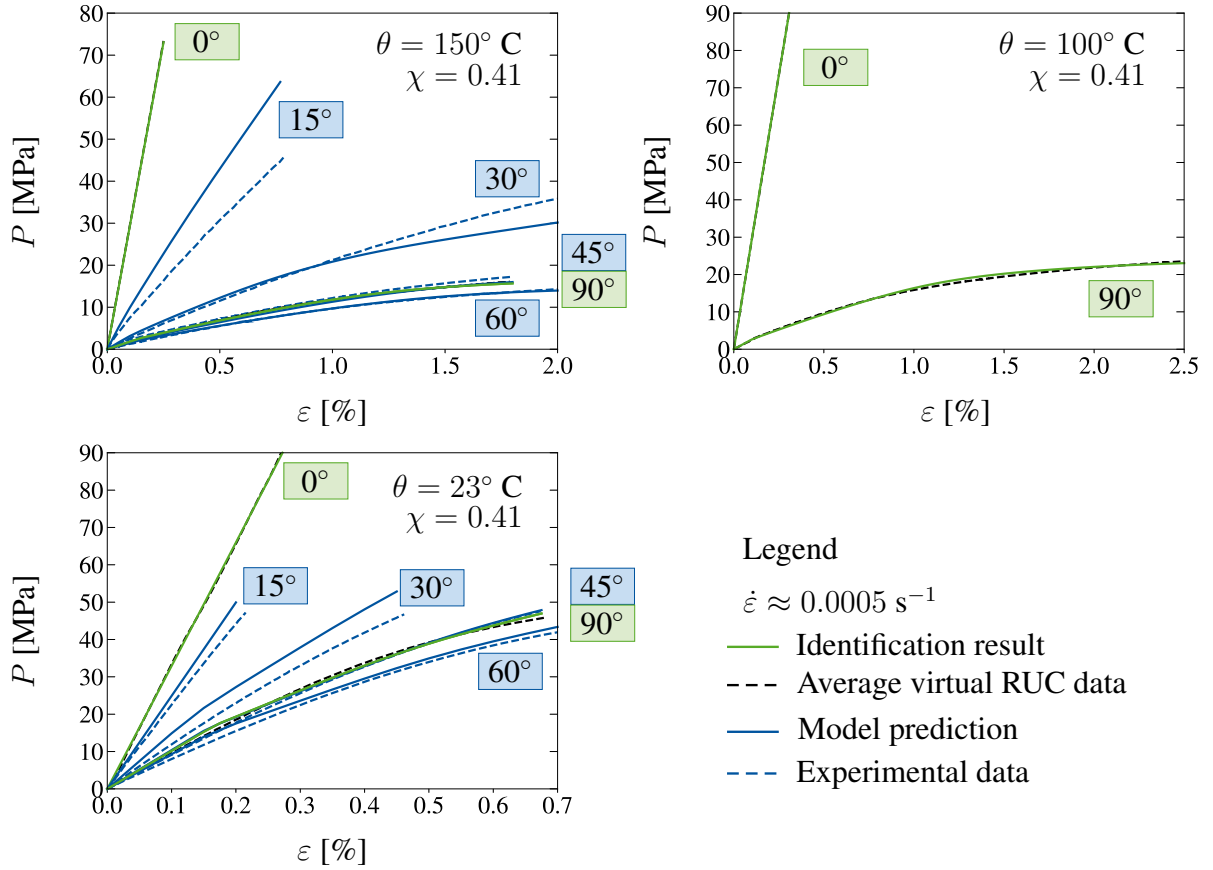 80
70
60
50
40
30
20
10
0
P [MPa]
0°
θ = 150° C
χ = 0.41
15°
30°
45°
90°
60°
0.0 0.5 1.0 1.5 2.0
ε [%]
90
80
70
60
50
40
30
20
10
0
P [MPa]
0°
θ = 100° C
χ = 0.41
90°
0.0 0.5 1.0 1.5 2.0 2.5
ε [%]
90
80
70
60
50
40
30
20
10
0
P [MPa]
0°
θ = 23° C
χ = 0.41
15°
30°
45°
90°
60°
0.0 0.1 0.2 0.3 0.4 0.5 0.6 0.7
ε [%]
Legend
ε̇ ≈ 0.0005 s⁻¹
Identification result
Average virtual RUC data
Model prediction
Experimental data